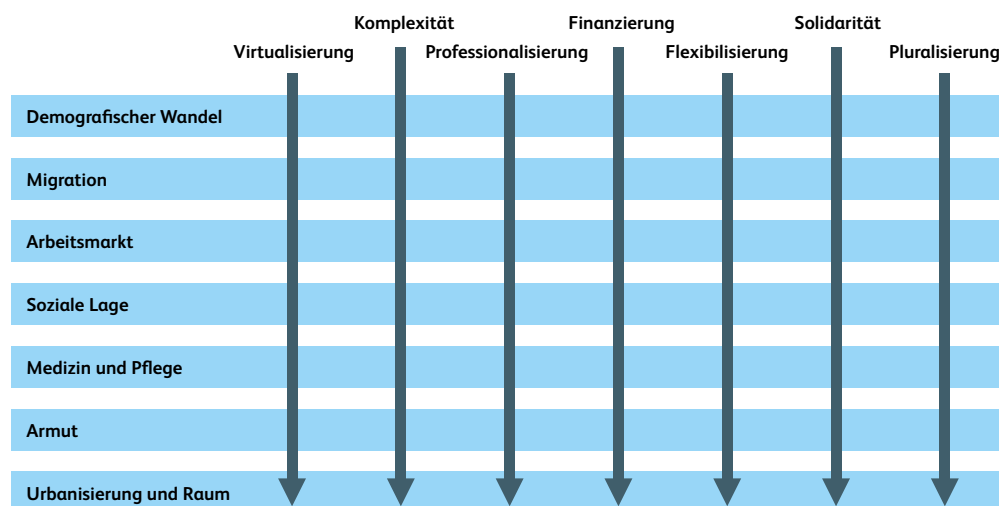 Komplexität Finanzierung Solidarität
Virtualisierung Professionalisierung Flexibilisierung Pluralisierung
Demografischer Wandel
Migration
Arbeitsmarkt
Soziale Lage
Medizin und Pflege
Armut
Urbanisierung und Raum